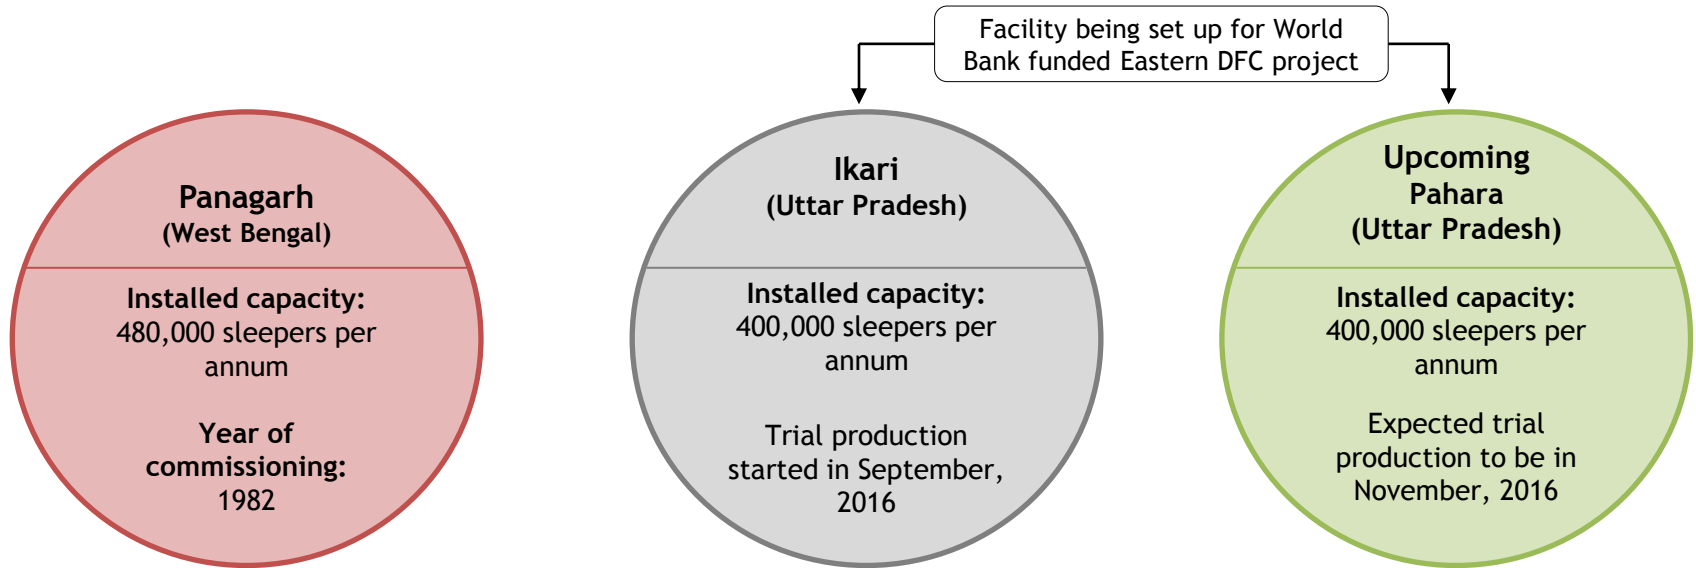 Facility being set up for World
Bank funded Eastern DFC project
Panagarh
(West Bengal)
Installed capacity:
480,000 sleepers per
annum
Year of
commissioning:
1982
Ikari
(Uttar Pradesh)
Installed capacity:
400,000 sleepers per
annum
Trial production
started in September,
2016
Upcoming
Pahara
(Uttar Pradesh)
Installed capacity:
400,000 sleepers per
annum
Expected trial
production to be in
November, 2016